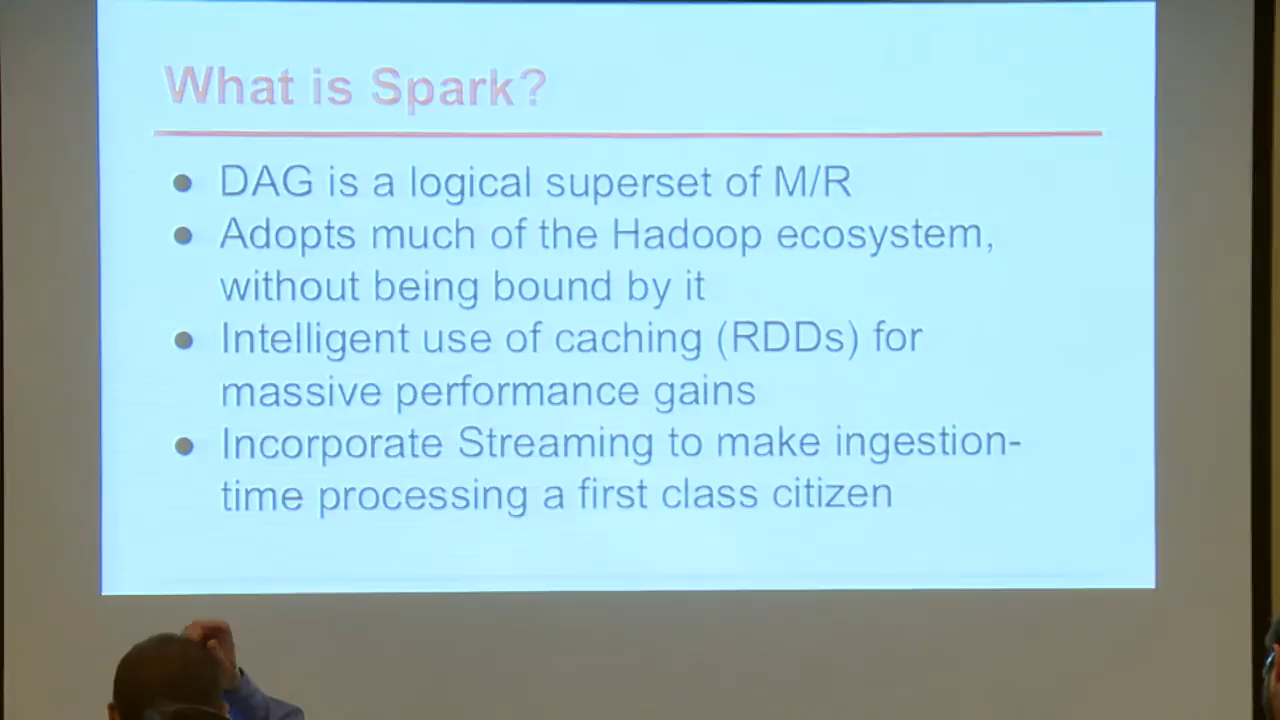 What is Spark?
● DAG is a logical superset of M/R
● Adopts much of the Hadoop ecosystem,
without being bound by it
● Intelligent use of caching (RDDs) for
massive performance gains
● Incorporate Streaming to make ingestion-
time processing a first class citizen